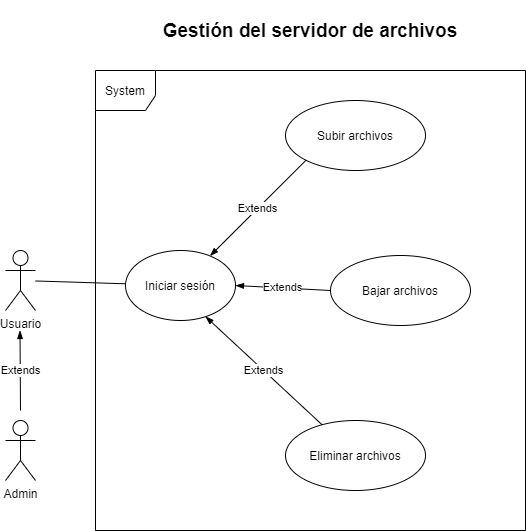 Gestión del servidor de archivos
System
Subir archivos
Extends
Iniciar sesión
Extends
Bajar archivos
Usuario
Extends
Extends
Eliminar archivos
Admin